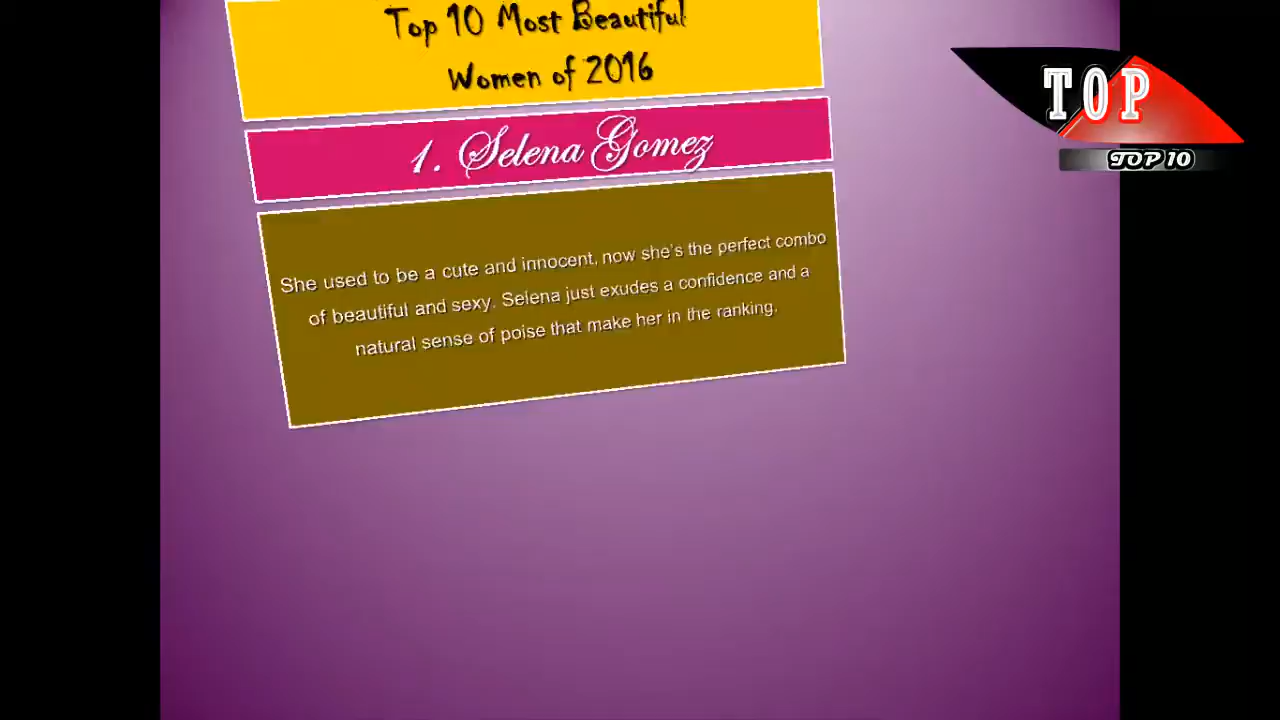 Top 10 Most Beautiful
Women of 2016
1. Selena Gomez
She used to be a cute and innocent, now she's the perfect combo
of beautiful and sexy. Selena just exudes a confidence and a
natural sense of poise that make her in the ranking.
TOP
TOP 10